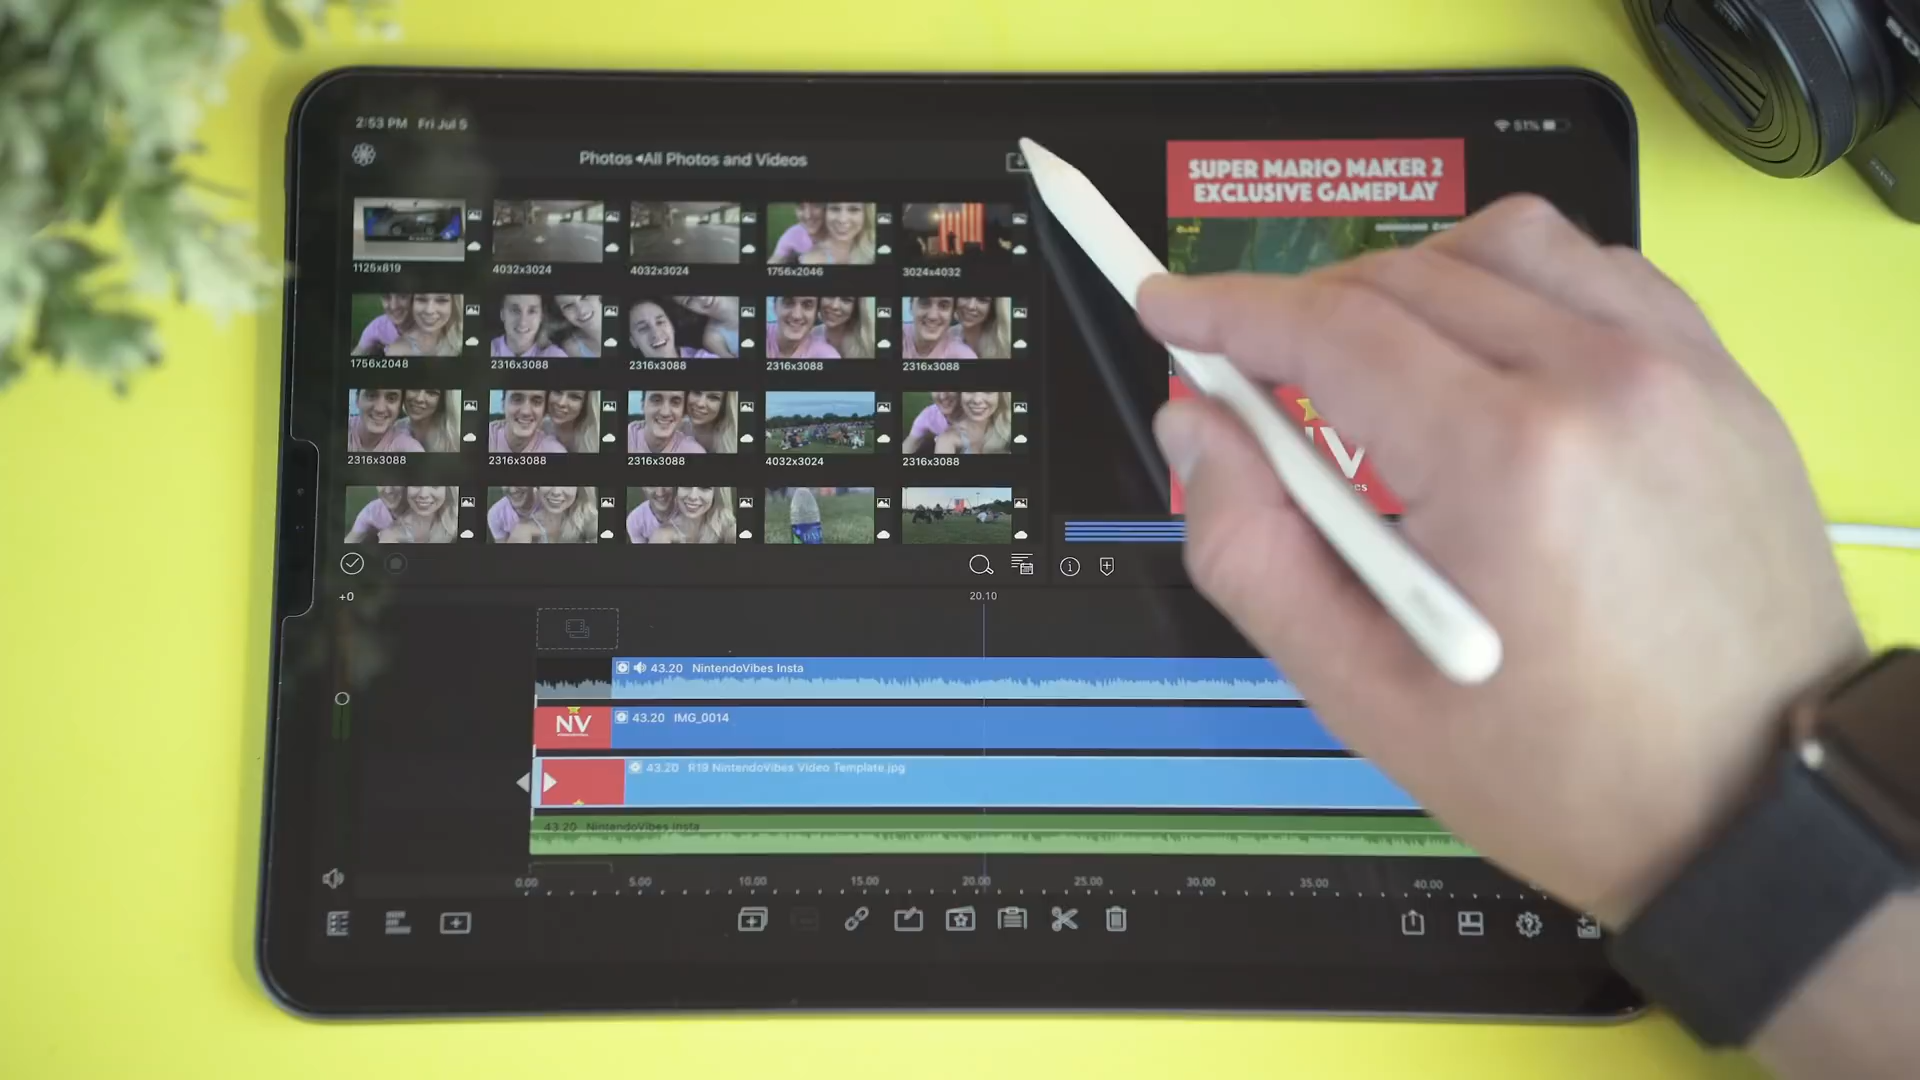 2:53 PM Fri Jul 5
51%
Photos◂All Photos and Videos
SUPER MARIO MAKER 2
EXCLUSIVE GAMEPLAY
1125x819
4032x3024
4032x3024
1756x2046
3024x4032
1756x2048
2316x3088
2316x3088
2316x3088
2316x3088
2316x3088
2316x3088
2316x3088
4032x3024
2316x3088
+0
20.10
43.20 NintendoVibes Insta
NV
43.20 IMG_0014
43.20 R19 NintendoVibes Video Template.jpg
43.20 NintendoVibes Insta
0.00 5.00 10.00 15.00 20.00 25.00 30.00 35.00 40.00